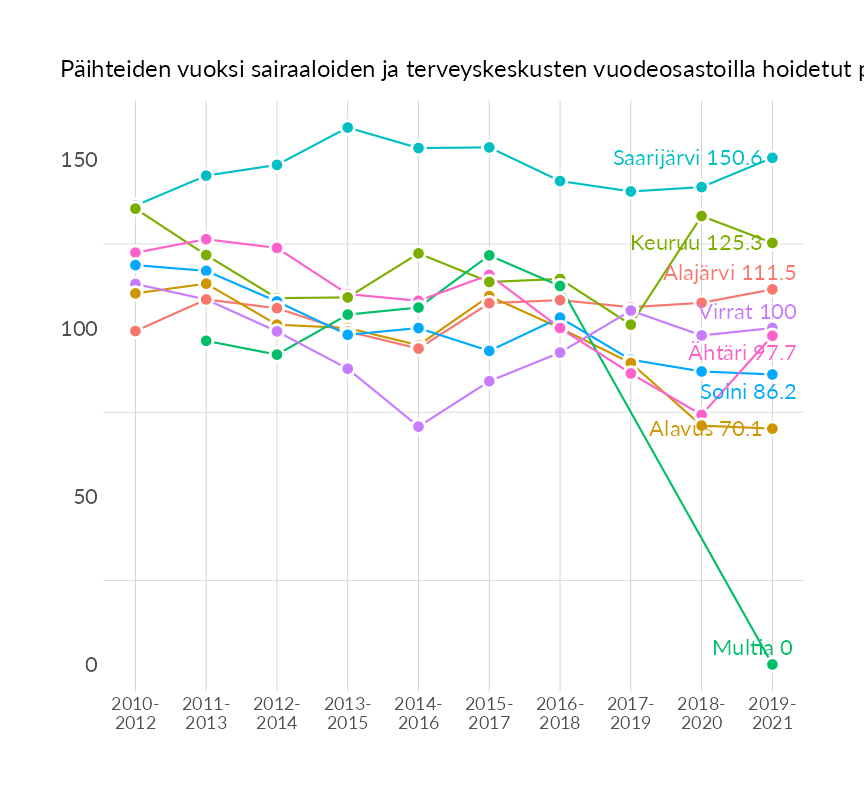 Päihteiden vuoksi sairaaloiden ja terveyskeskusten vuodeosastoilla hoidetut
150
100
50
0
Saarijärvi 150.6
Keuruu 125.3
Alajärvi 111.5
Virrat 100
Ähtäri 97.7
Soini 86.2
Alavus 70.1
Multia 0
2010- 2011- 2012- 2013- 2014- 2015- 2016- 2017- 2018- 2019-
2012 2013 2014 2015 2016 2017 2018 2019 2020 2021